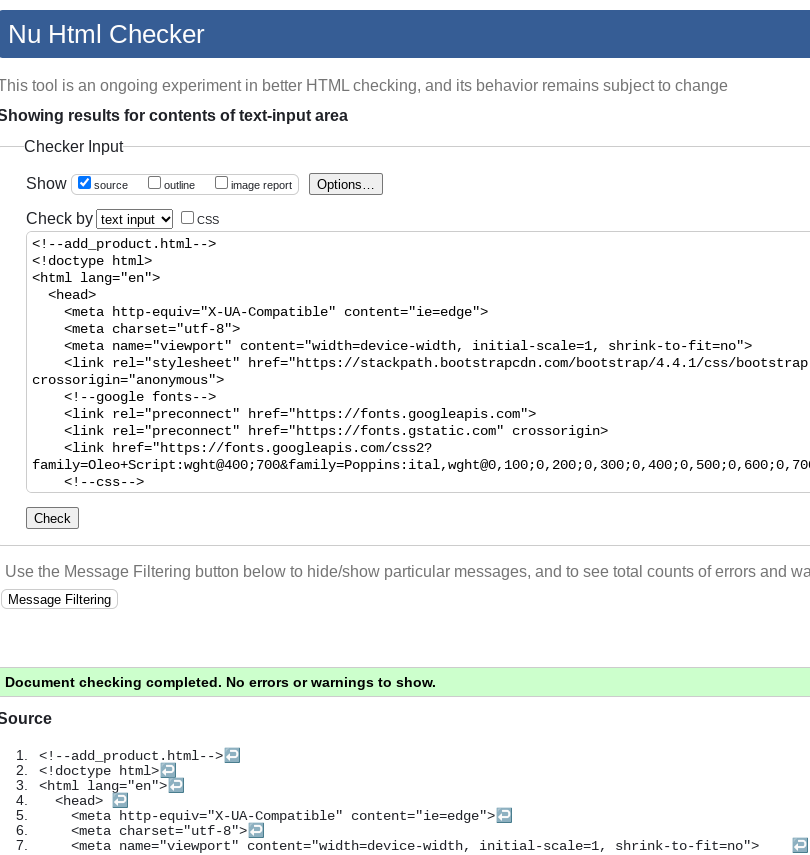 Nu Html Checker
This tool is an ongoing experiment in better HTML checking, and its behavior remains subject to change
Showing results for contents of text-input area
Checker Input
Show source outline image report Options…
Check by text input CSS
<!--add_product.html-->
<!doctype html>
<html lang="en">
  <head>
    <meta http-equiv="X-UA-Compatible" content="ie=edge">
    <meta charset="utf-8">
    <meta name="viewport" content="width=device-width, initial-scale=1, shrink-to-fit=no">
    <link rel="stylesheet" href="https://stackpath.bootstrapcdn.com/bootstrap/4.4.1/css/bootstrap
crossorigin="anonymous">
    <!--google fonts-->
    <link rel="preconnect" href="https://fonts.googleapis.com">
    <link rel="preconnect" href="https://fonts.gstatic.com" crossorigin>
    <link href="https://fonts.googleapis.com/css2?
family=Oleo+Script:wght@400;700&family=Poppins:ital,wght@0,100;0,200;0,300;0,400;0,500;0,600;0,70
    <!--css-->
Check
Use the Message Filtering button below to hide/show particular messages, and to see total counts of errors and wa
Message Filtering
Document checking completed. No errors or warnings to show.
Source
1. <!--add_product.html-->↩
2. <!doctype html>↩
3. <html lang="en">↩
4.   <head> ↩
5.     <meta http-equiv="X-UA-Compatible" content="ie=edge">↩
6.     <meta charset="utf-8">↩
7.     <meta name="viewport" content="width=device-width, initial-scale=1, shrink-to-fit=no">    ↩